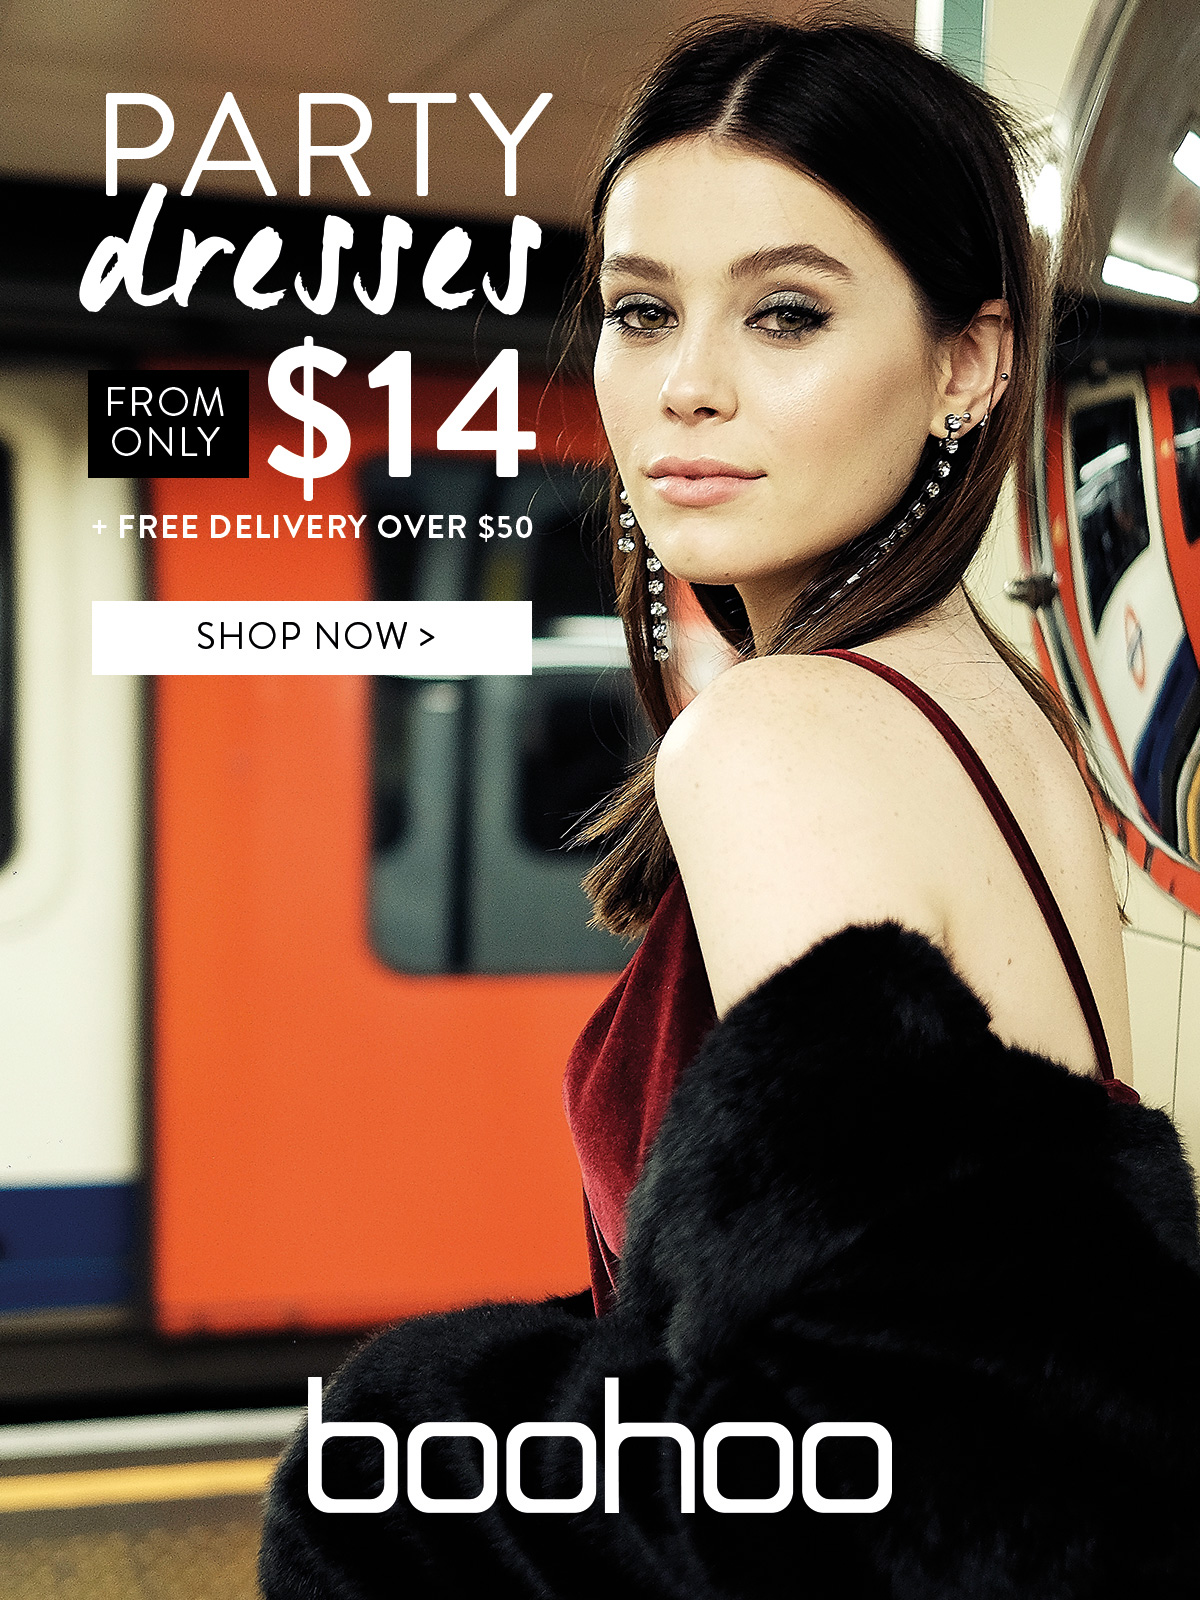 PARTY
dresses
FROM
ONLY
$14
+ FREE DELIVERY OVER $50
SHOP NOW >
boohoo